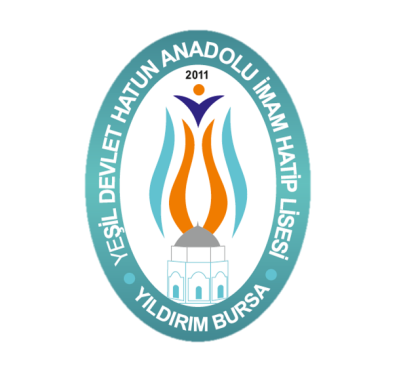 YEŞİL DEVLET HATUN ANADOLU İMAM HATİP LİSESİ
2011
YILDIRIM BURSA